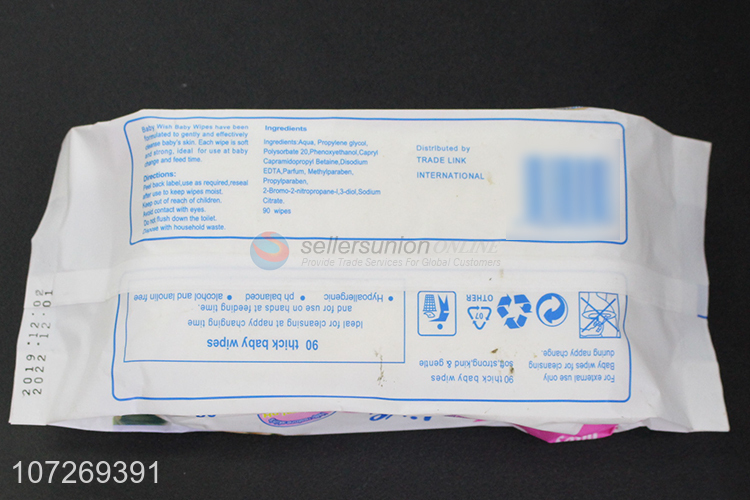 Baby Wish Baby Wipes have been
formulated to gently and effectively
cleanse baby's skin. Each wipe is soft
and strong, ideal for use at baby
change and feed time.
Directions:
Peel back label,use as required,reseal
after use to keep wipes moist.
Keep out of reach of children.
Avoid contact with eyes.
Do not flush down the toilet.
with household waste.
Ingredients
Ingredients:Aqua, Propylene glycol,
Polysorbate 20,Phenoxyethanol,Capryl
Capramidopropyl Betaine,Disodium
EDTA,Parfum, Methylparaben,
Propylparaben,
2-Bromo-2-nitropropane-l,3-diol,Sodium
Citrate.
90 wipes
Distributed by
TRADE LINK
INTERNATIONAL
sellersunion ONLINE
Provide Trade Services For Global Customers
2019.12.02
2022.12.01
90 thick baby wipes
Ideal for cleansing at nappy changing time
and for use on hands at feeding time.
• Hypoallergenic • ph balanced • alcohol and lanolin free
90 thick baby wipes
soft,strong,kind & gentle
07
OTHER
For external use only
Baby wipes for cleansing
during nappy change.
107269391